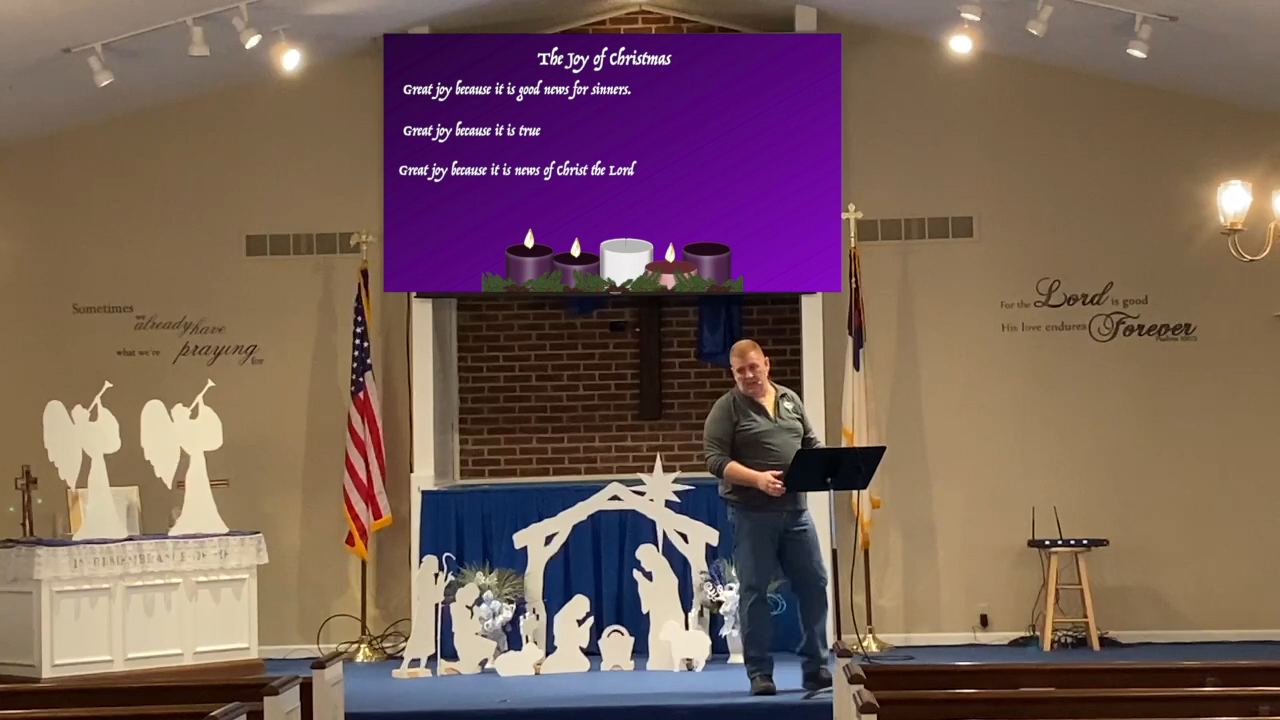 The Joy of Christmas
Great joy because it is good news for sinners.
Great joy because it is true
Great joy because it is news of Christ the Lord
Sometimes
we
already have
what we're praying for
For the Lord is good
His love endures Forever